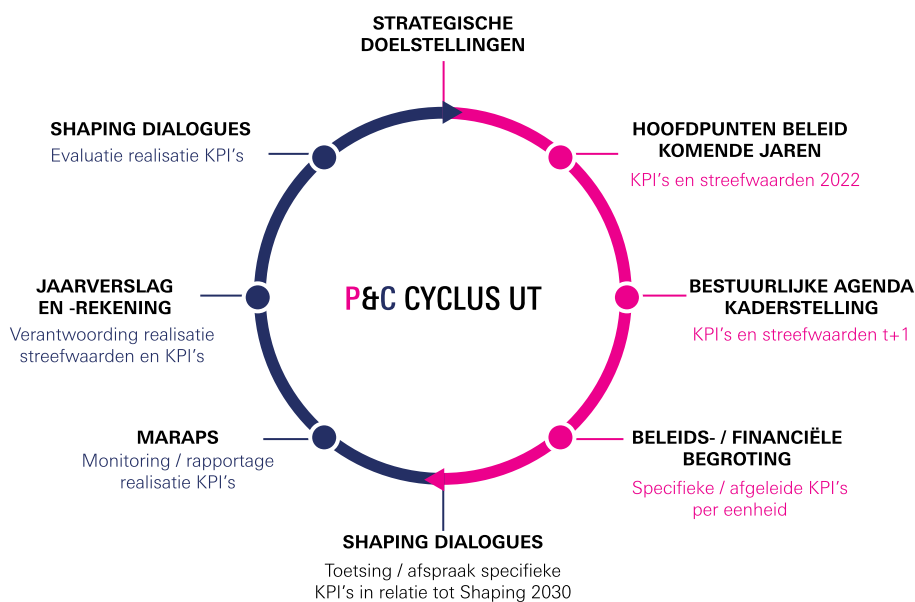 STRATEGISCHE
DOELSTELLINGEN
HOOFDPUNTEN BELEID
KOMENDE JAREN
KPI's en streefwaarden 2022
BESTUURLIJKE AGENDA
KADERSTELLING
KPI's en streefwaarden t+1
BELEIDS- / FINANCIËLE
BEGROTING
Specifieke / afgeleide KPI's
per eenheid
SHAPING DIALOGUES
Toetsing / afspraak specifieke
KPI's in relatie tot Shaping 2030
MARAPS
Monitoring / rapportage
realisatie KPI's
JAARVERSLAG
EN -REKENING
Verantwoording realisatie
streefwaarden en KPI's
SHAPING DIALOGUES
Evaluatie realisatie KPI's
P&C CYCLUS UT